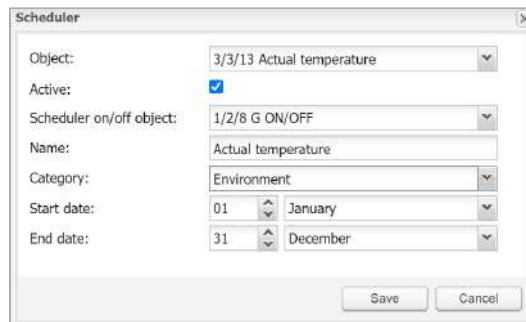 Scheduler
Object: 3/3/13 Actual temperature
Active:
Scheduler on/off object: 1/2/8 G ON/OFF
Name: Actual temperature
Category: Environment
Start date: 01 January
End date: 31 December
Save Cancel